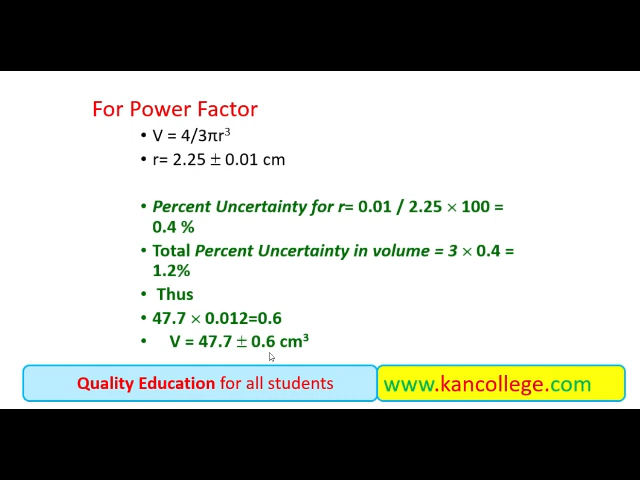 For Power Factor
• V = 4/3πr³
• r= 2.25 ± 0.01 cm
• Percent Uncertainty for r= 0.01 / 2.25 × 100 =
0.4 %
• Total Percent Uncertainty in volume = 3 × 0.4 =
1.2%
• Thus
• 47.7 × 0.012=0.6
• V = 47.7 ± 0.6 cm³
Quality Education for all students
www.kancollege.com